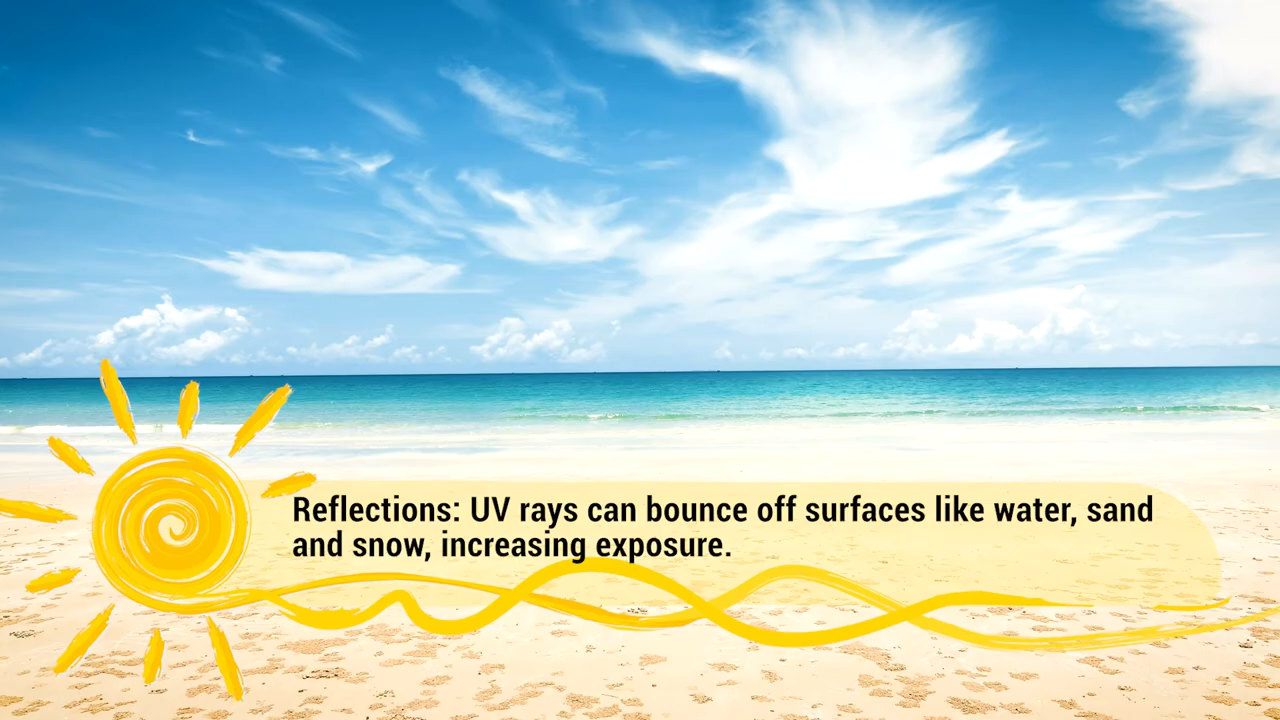 Reflections: UV rays can bounce off surfaces like water, sand
and snow, increasing exposure.